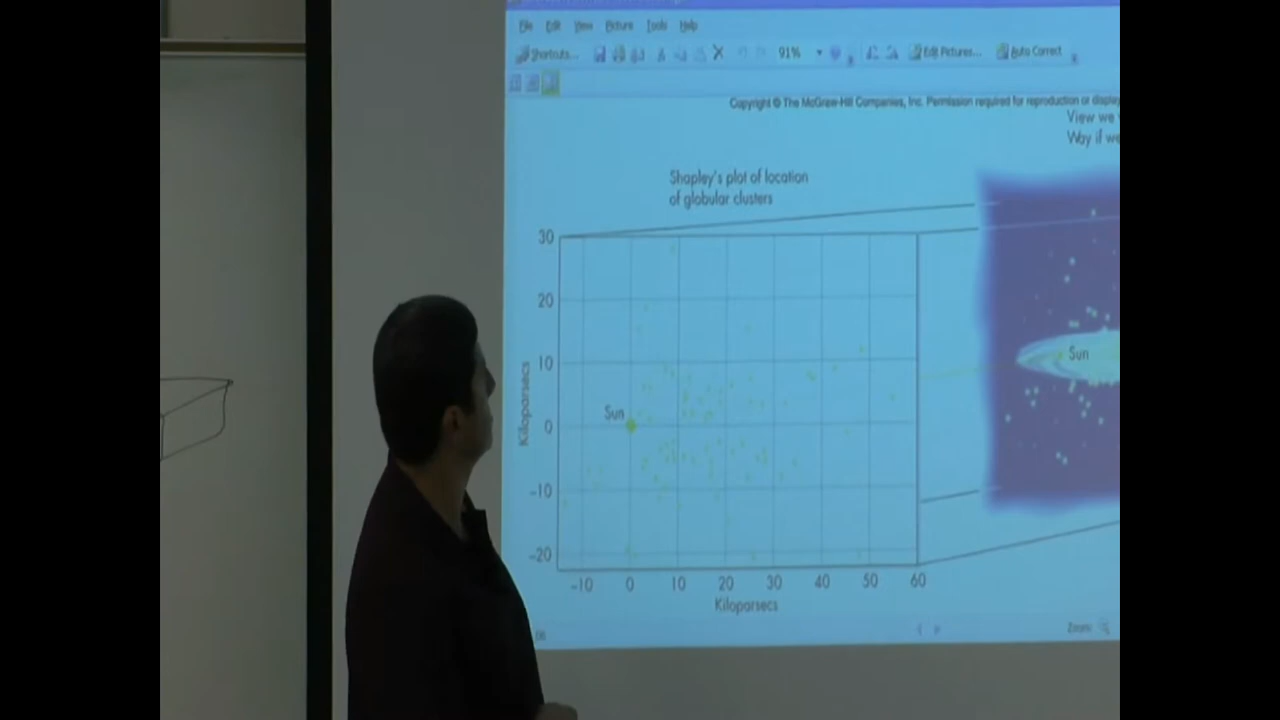 File Edit View Picture Tools Help
Shortcuts... 91% Edit Pictures... Auto Correct
Copyright © The McGraw-Hill Companies, Inc. Permission required for reproduction or display
View we
Way if we
Shapley's plot of location
of globular clusters
30
20
10
0
-10
-20
Kiloparsecs
Sun
Sun
-10 0 10 20 30 40 50 60
Kiloparsecs
Zoom: